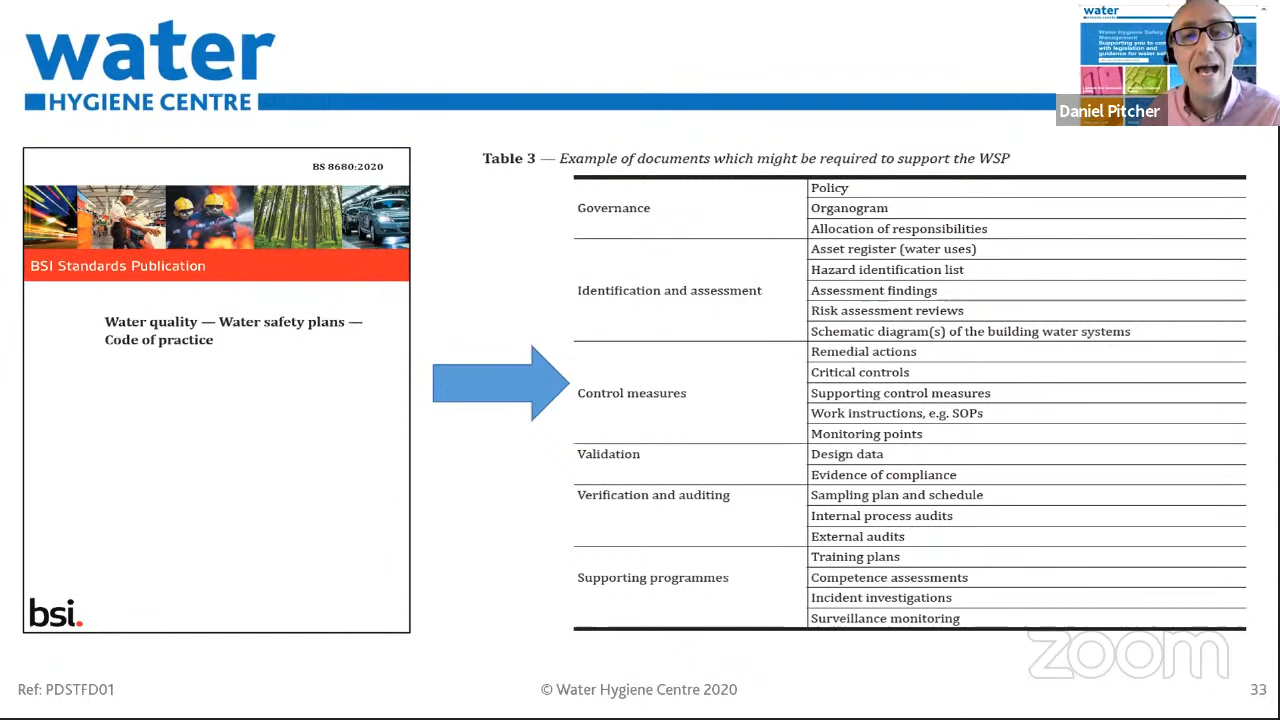 water
HYGIENE CENTRE
water
Water Hygiene Safety
Management
Daniel Pitcher
BS 8680:2020
BSI Standards Publication
Water quality — Water safety plans —
Code of practice
bsi.
Table 3 — Example of documents which might be required to support the WSP
Governance
Policy
Organogram
Allocation of responsibilities
Identification and assessment
Asset register (water uses)
Hazard identification list
Assessment findings
Risk assessment reviews
Schematic diagram(s) of the building water systems
Control measures
Remedial actions
Critical controls
Supporting control measures
Work instructions, e.g. SOPs
Monitoring points
Validation
Design data
Evidence of compliance
Verification and auditing
Sampling plan and schedule
Internal process audits
External audits
Supporting programmes
Training plans
Competence assessments
Incident investigations
Surveillance monitoring
zoom
Ref: PDSTFD01
© Water Hygiene Centre 2020
33